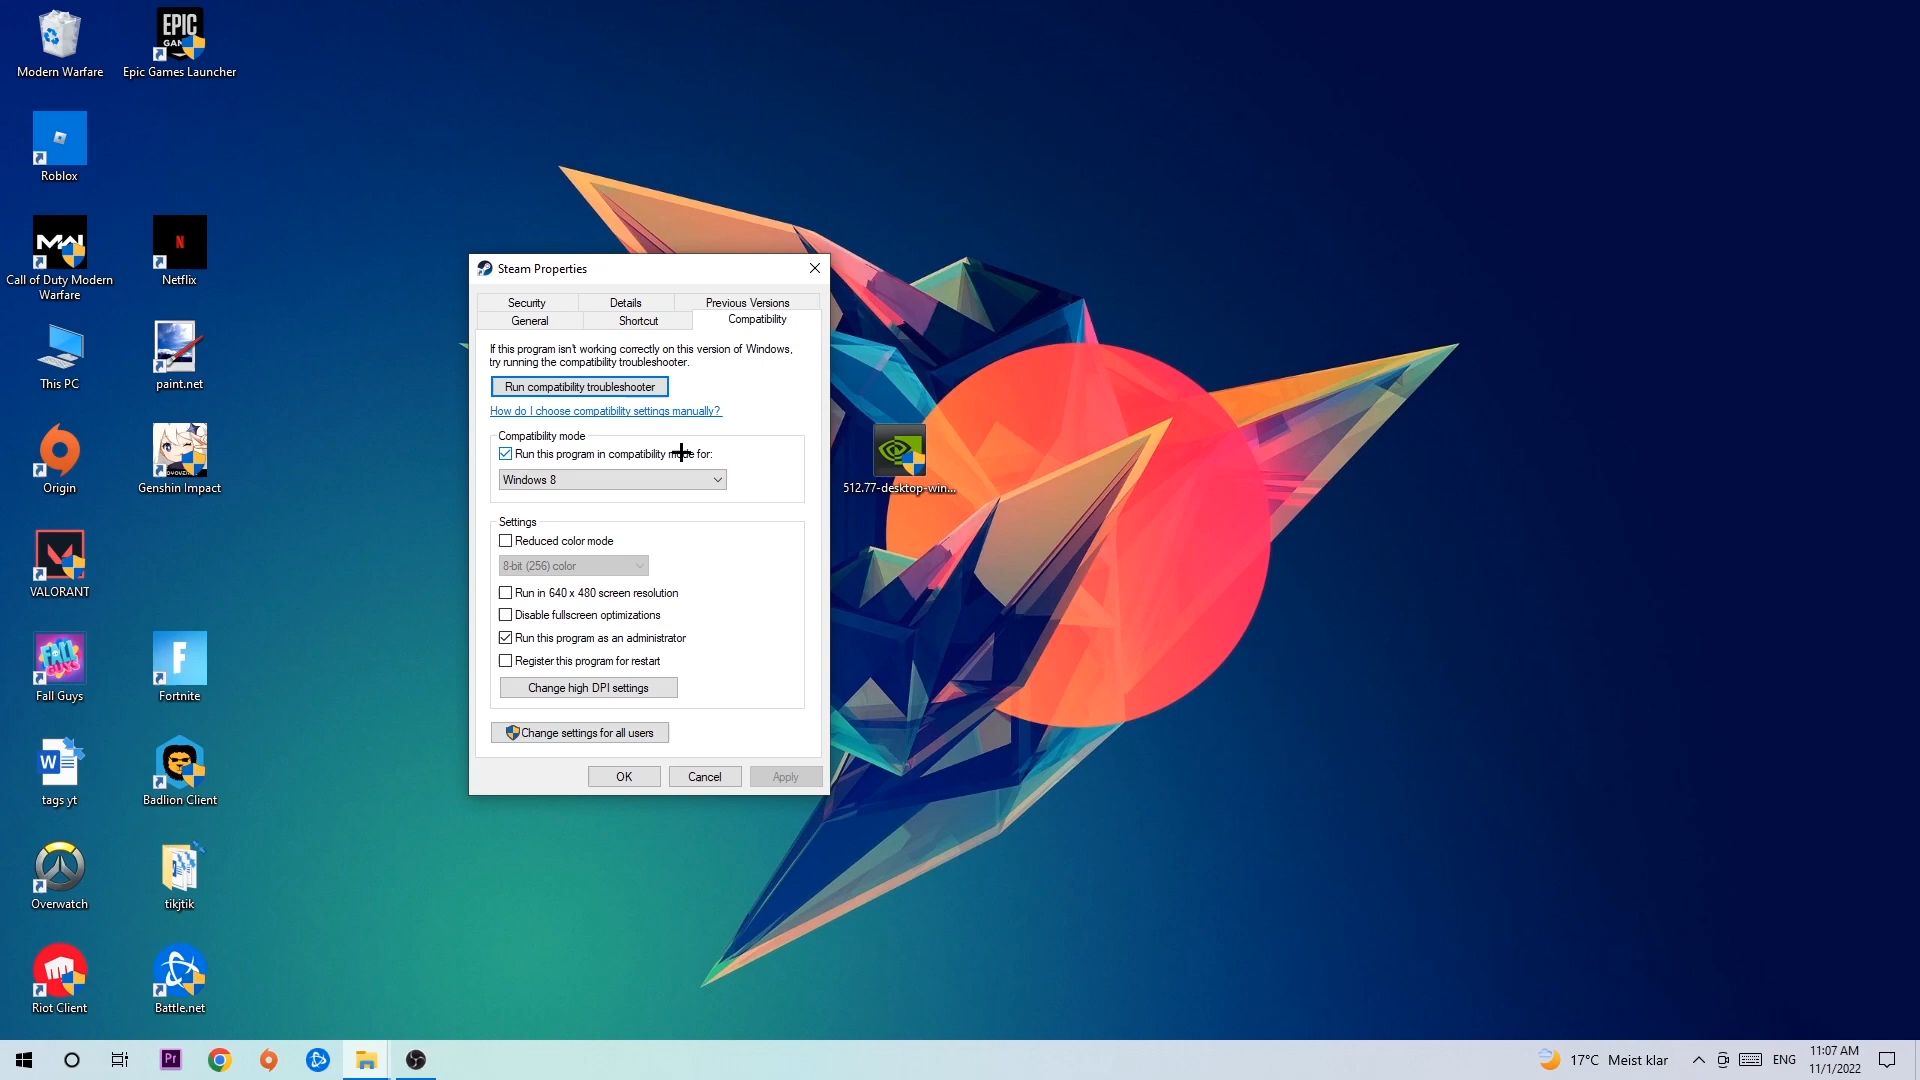 Modern Warfare
EPIC
GAMES
Epic Games Launcher
Roblox
MW
Call of Duty Modern
Warfare
N
Netflix
This PC
paint.net
Origin
Genshin Impact
VALORANT
FALL
GUYS
Fall Guys
F
Fortnite
W
tags yt
Badlion Client
Overwatch
tikjtik
Riot Client
Battle.net
Steam Properties
Security
Details
Previous Versions
General
Shortcut
Compatibility
If this program isn't working correctly on this version of Windows,
try running the compatibility troubleshooter.
Run compatibility troubleshooter
How do I choose compatibility settings manually?
Compatibility mode
Run this program in compatibility mode for:
Windows 8
Settings
Reduced color mode
8-bit (256) color
Run in 640 x 480 screen resolution
Disable fullscreen optimizations
Run this program as an administrator
Register this program for restart
Change high DPI settings
Change settings for all users
OK
Cancel
Apply
512.77-desktop-win...
Pr
17°C Meist klar
ENG
11:07 AM
11/1/2022